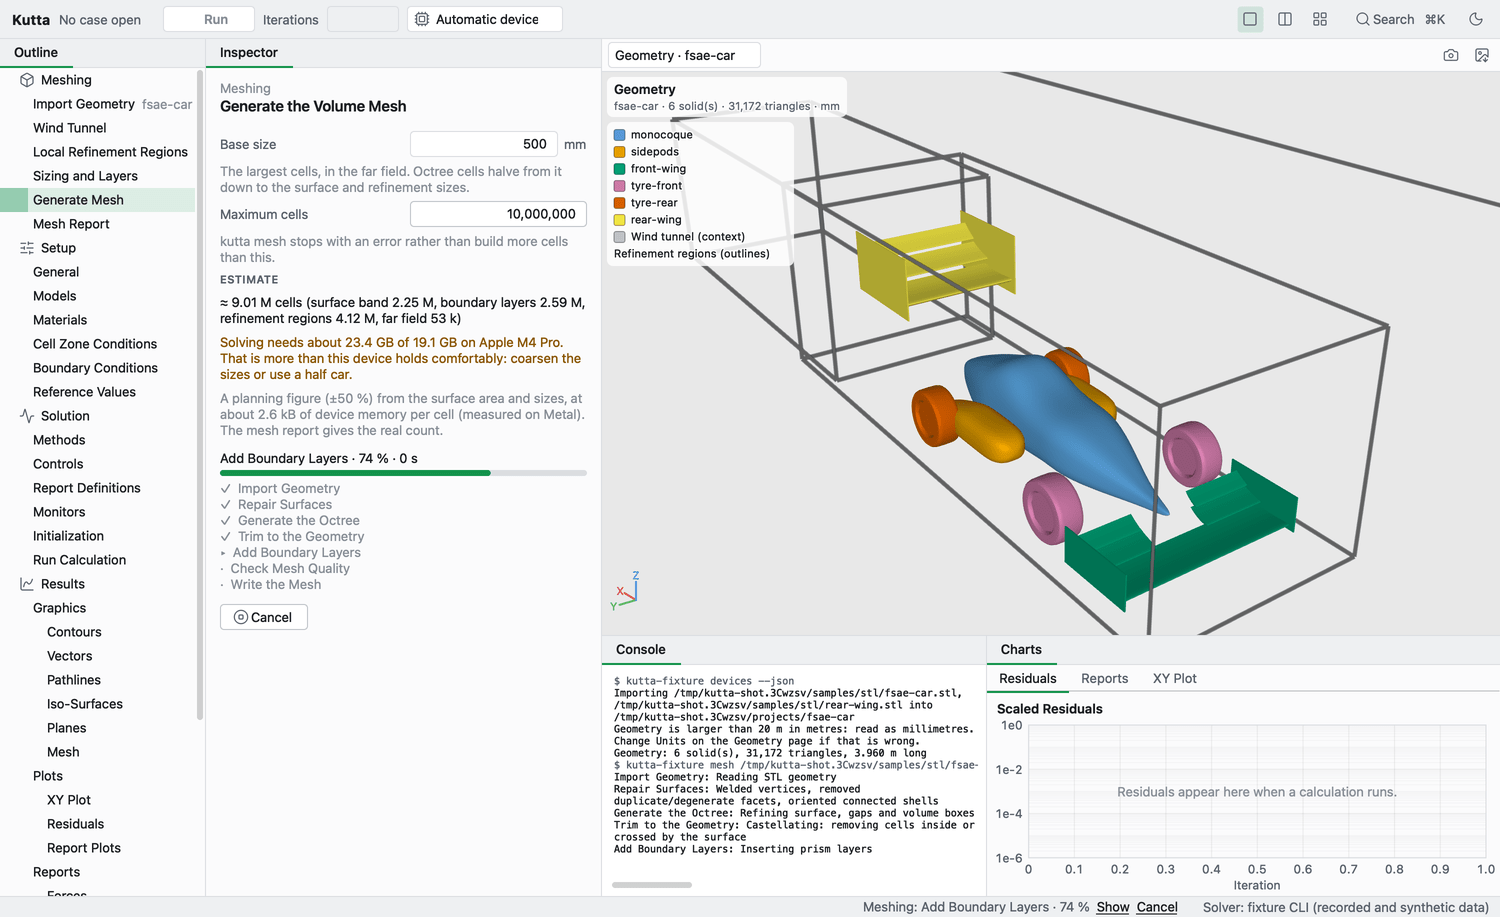 Kutta No case open Run Iterations Automatic device Search ⌘K
Outline
Meshing
Import Geometry fsae-car
Wind Tunnel
Local Refinement Regions
Sizing and Layers
Generate Mesh
Mesh Report
Setup
General
Models
Materials
Cell Zone Conditions
Boundary Conditions
Reference Values
Solution
Methods
Controls
Report Definitions
Monitors
Initialization
Run Calculation
Results
Graphics
Contours
Vectors
Pathlines
Iso-Surfaces
Planes
Mesh
Plots
XY Plot
Residuals
Report Plots
Reports
Forces
Inspector
Meshing
Generate the Volume Mesh
Base size 500 mm
The largest cells, in the far field. Octree cells halve from it
down to the surface and refinement sizes.
Maximum cells 10,000,000
kutta mesh stops with an error rather than build more cells
than this.
ESTIMATE
≈ 9.01 M cells (surface band 2.25 M, boundary layers 2.59 M,
refinement regions 4.12 M, far field 53 k)
Solving needs about 23.4 GB of 19.1 GB on Apple M4 Pro.
That is more than this device holds comfortably: coarsen the
sizes or use a half car.
A planning figure (±50 %) from the surface area and sizes, at
about 2.6 kB of device memory per cell (measured on Metal).
The mesh report gives the real count.
Add Boundary Layers · 74 % · 0 s
✓ Import Geometry
✓ Repair Surfaces
✓ Generate the Octree
✓ Trim to the Geometry
▸ Add Boundary Layers
· Check Mesh Quality
· Write the Mesh
Cancel
Geometry · fsae-car
Geometry
fsae-car · 6 solid(s) · 31,172 triangles · mm
monocoque
sidepods
front-wing
tyre-front
tyre-rear
rear-wing
Wind tunnel (context)
Refinement regions (outlines)
Z
X
Y
Console
$ kutta-fixture devices --json
Importing /tmp/kutta-shot.3Cwzsv/samples/stl/fsae-car.stl,
/tmp/kutta-shot.3Cwzsv/samples/stl/rear-wing.stl into
/tmp/kutta-shot.3Cwzsv/projects/fsae-car
Geometry is larger than 20 m in metres: read as millimetres.
Change Units on the Geometry page if that is wrong.
Geometry: 6 solid(s), 31,172 triangles, 3.960 m long
$ kutta-fixture mesh /tmp/kutta-shot.3Cwzsv/samples/stl/fsae-
Import Geometry: Reading STL geometry
Repair Surfaces: Welded vertices, removed
duplicate/degenerate facets, oriented connected shells
Generate the Octree: Refining surface, gaps and volume boxes
Trim to the Geometry: Castellating: removing cells inside or
crossed by the surface
Add Boundary Layers: Inserting prism layers
Charts
Residuals Reports XY Plot
Scaled Residuals
1e0
1e-2
1e-4
1e-6
Residuals appear here when a calculation runs.
0 0.1 0.2 0.3 0.4 0.5 0.6 0.7 0.8 0.9 1.0
Iteration
Meshing: Add Boundary Layers · 74 % Show Cancel Solver: fixture CLI (recorded and synthetic data)